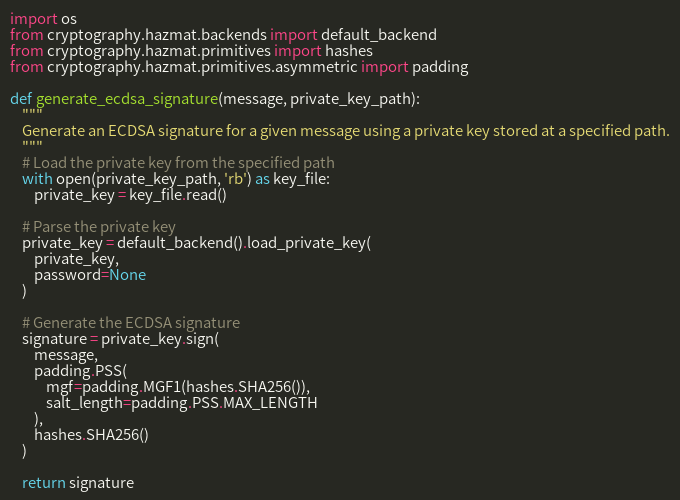 import os
from cryptography.hazmat.backends import default_backend
from cryptography.hazmat.primitives import hashes
from cryptography.hazmat.primitives.asymmetric import padding

def generate_ecdsa_signature(message, private_key_path):
    """
    Generate an ECDSA signature for a given message using a private key stored at a specified path.
    """
    # Load the private key from the specified path
    with open(private_key_path, 'rb') as key_file:
        private_key = key_file.read()

    # Parse the private key
    private_key = default_backend().load_private_key(
        private_key,
        password=None
    )

    # Generate the ECDSA signature
    signature = private_key.sign(
        message,
        padding.PSS(
            mgf=padding.MGF1(hashes.SHA256()),
            salt_length=padding.PSS.MAX_LENGTH
        ),
        hashes.SHA256()
    )

    return signature